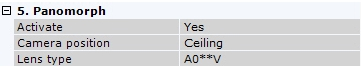 5. Panomorph
Activate Yes
Camera position Ceiling
Lens type A0**V